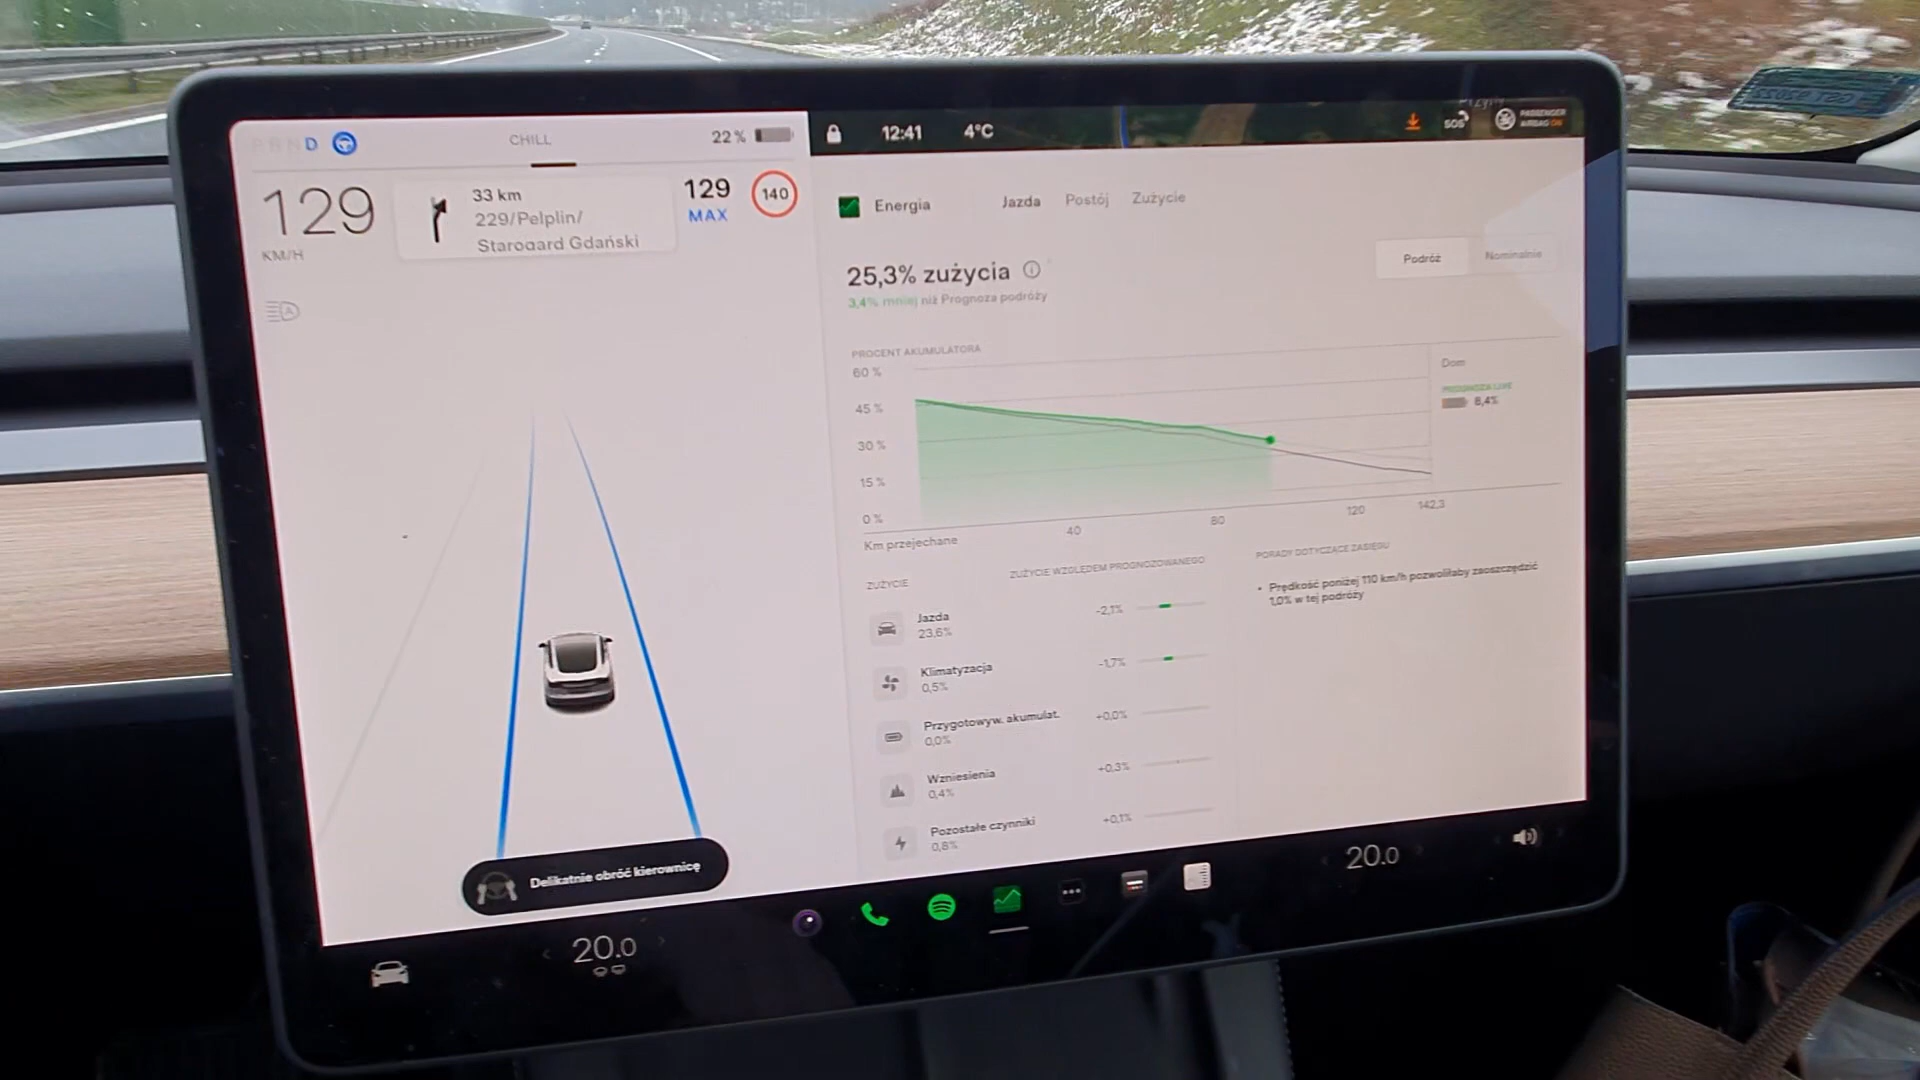 P R N D
CHILL
22 %
12:41
4°C
SOS
PASSENGER
AIRBAG ON
129
KM/H
33 km
229/Pelplin/
Starogard Gdański
129
MAX
140
Energia
Jazda
Postój
Zużycie
25,3% zużycia
3,4% mniej niż Prognoza podróży
Podróż
Nominalnie
PROCENT AKUMULATORA
60 %
45 %
30 %
15 %
0 %
Dom
PROGNOZA LIVE
8,4%
Km przejechane
40
80
120
142,3
ZUŻYCIE
ZUŻYCIE WZGLĘDEM PROGNOZOWANEGO
PORADY DOTYCZĄCE ZASIĘGU
Jazda
23,6%
-2,1%
Klimatyzacja
0,5%
-1,7%
Przygotowyw. akumulat.
0,0%
+0,0%
Wzniesienia
0,4%
+0,3%
Pozostałe czynniki
0,8%
+0,1%
• Prędkość poniżej 110 km/h pozwoliłaby zaoszczędzić
1,0% w tej podróży
Delikatnie obróć kierownicę
20.0
20.0